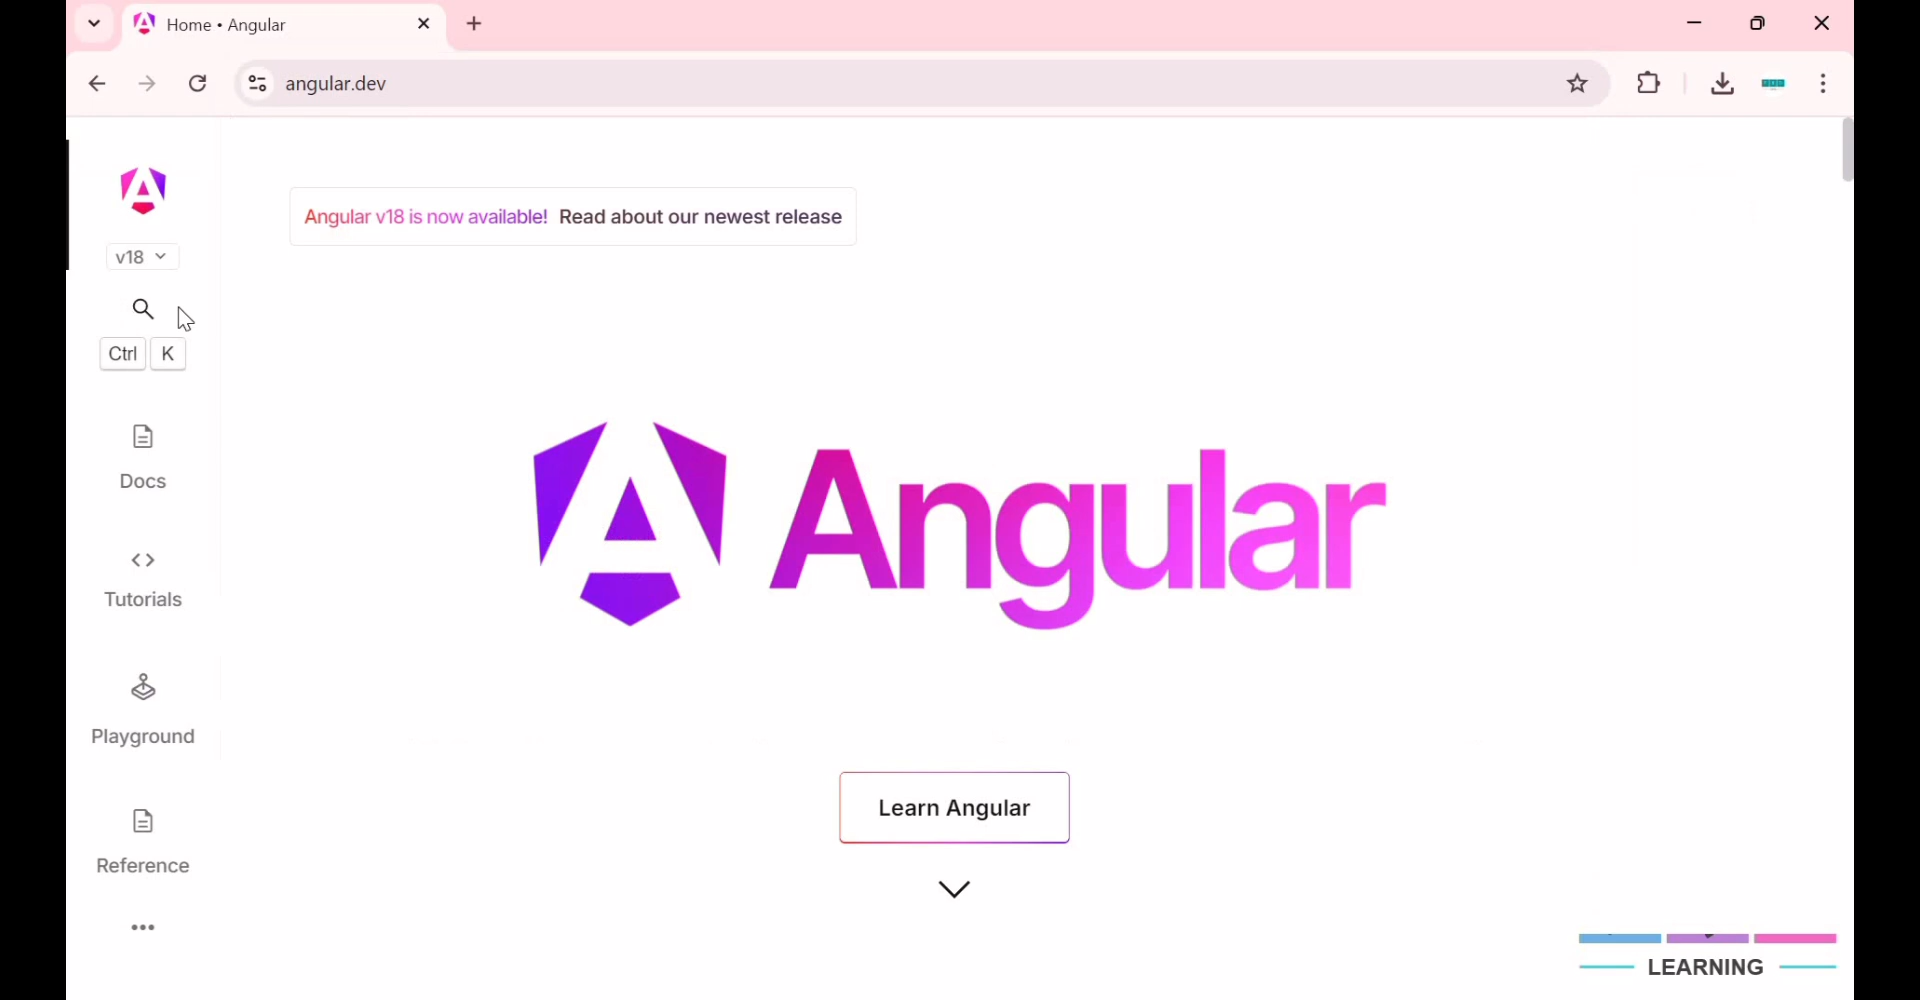 Home • Angular
angular.dev
Angular v18 is now available! Read about our newest release
v18
Ctrl K
Docs
Tutorials
Playground
Reference
Angular
Learn Angular
LEARNING